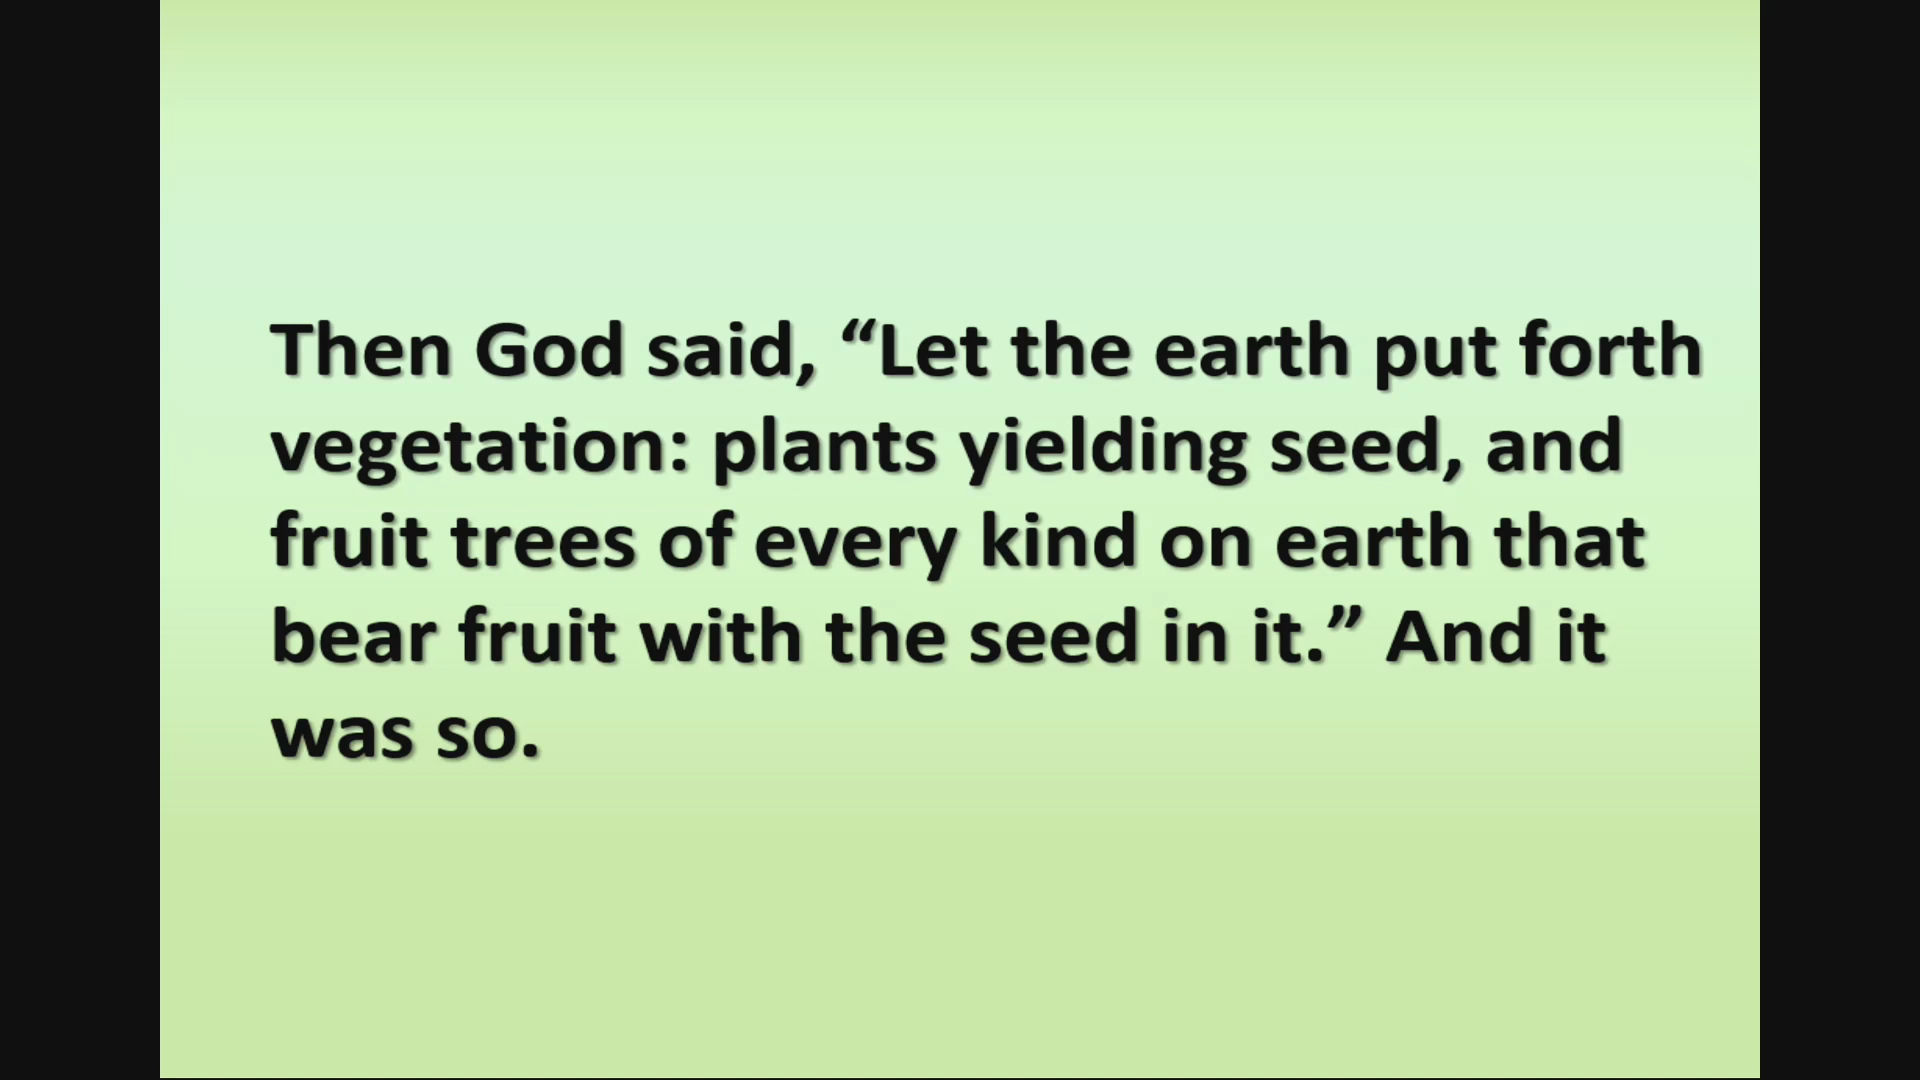 Then God said, “Let the earth put forth
vegetation: plants yielding seed, and
fruit trees of every kind on earth that
bear fruit with the seed in it.” And it
was so.